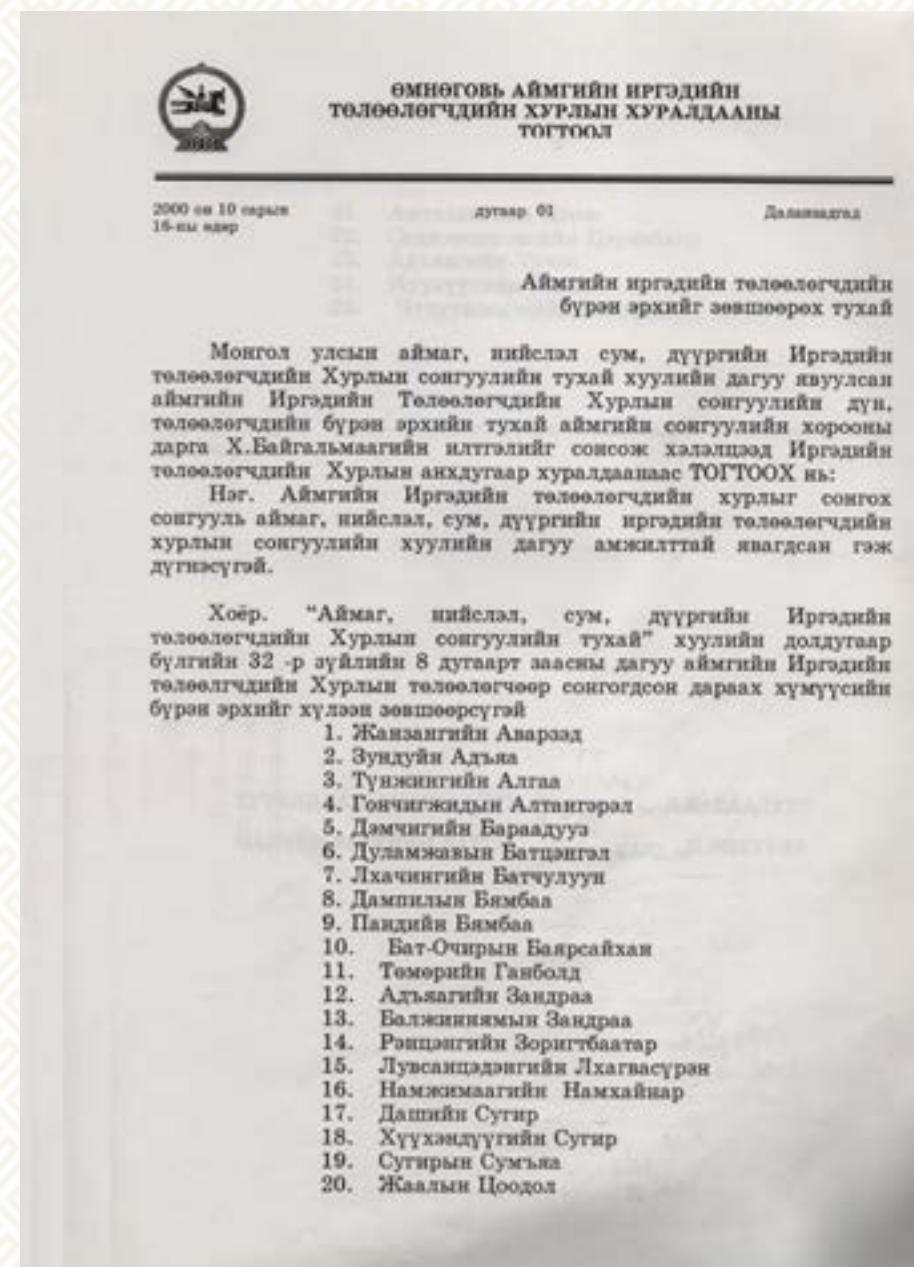 ӨМНӨГОВЬ АЙМГИЙН ИРГЭДИЙН
ТӨЛӨӨЛӨГЧДИЙН ХУРЛЫН ХУРАЛДААНЫ
ТОГТООЛ
2000 он 10 сарын
16-ны өдөр
дугаар 01
Даланзадгад
Аймгийн иргэдийн төлөөлөгчдийн
бүрэн эрхийг зөвшөөрөх тухай
Монгол улсын аймаг, нийслэл сум, дүүргийн Иргэдийн
төлөөлөгчдийн Хурлын сонгуулийн тухай хуулийн дагуу явуулсан
аймгийн Иргэдийн Төлөөлөгчдийн Хурлын сонгуулийн дүн,
төлөөлөгчдийн бүрэн эрхийн тухай аймгийн сонгуулийн хорооны
дарга Х.Байгальмаагийн илтгэлийг сонсож хэлэлцээд Иргэдийн
төлөөлөгчдийн Хурлын анхдугаар хуралдаанаас ТОГТООХ нь:
Нэг. Аймгийн Иргэдийн төлөөлөгчдийн хурлыг сонгох
сонгууль аймаг, нийслэл, сум, дүүргийн иргэдийн төлөөлөгчдийн
хурлын сонгуулийн хуулийн дагуу амжилттай явагдсан гэж
дүгнэсүгэй.
Хоёр. "Аймаг, нийслэл, сум, дүүргийн Иргэдийн
төлөөлөгчдийн Хурлын сонгуулийн тухай" хуулийн долдугаар
бүлгийн 32 -р зүйлийн 8 дугаарт заасны дагуу аймгийн Иргэдийн
төлөөлгчдийн Хурлын төлөөлөгчөөр сонгогдсон дараах хүмүүсийн
бүрэн эрхийг хүлээн зөвшөөрсүгэй
1. Жанзангийн Аварзэд
2. Зундуйн Адъяа
3. Түнжингийн Алгаа
4. Гончигжидын Алтангэрэл
5. Дэмчигийн Бараадууз
6. Дуламжавын Батцэнгэл
7. Лхачингийн Батчулуун
8. Дампилын Бямбаа
9. Пандийн Бямбаа
10. Бат-Очирын Баярсайхан
11. Төмөрийн Ганболд
12. Адъяагийн Зандраа
13. Балжиннямын Зандраа
14. Рэнцэнгийн Зоригтбаатар
15. Лувсанцэдэнгийн Лхагвасүрэн
16. Намжимаагийн Намхайнар
17. Дашийн Сугир
18. Хүүхэндүүгийн Сугир
19. Сугирын Сумъяа
20. Жаалын Цоодол